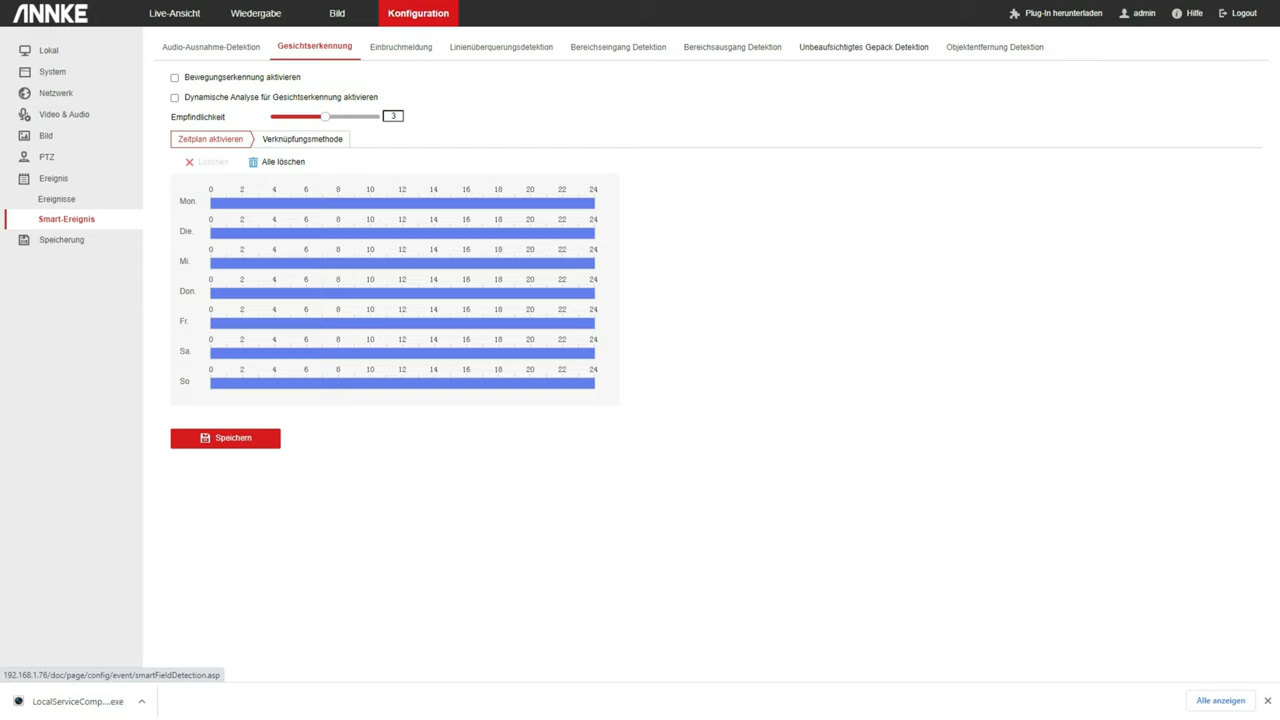 ANNKE Live-Ansicht Wiedergabe Bild Konfiguration Plug-In herunterladen admin Hilfe Logout
Lokal
System
Netzwerk
Video & Audio
Bild
PTZ
Ereignis
Ereignisse
Smart-Ereignis
Speicherung
Audio-Ausnahme-Detektion Gesichtserkennung Einbruchmeldung Linienüberquerungsdetektion Bereichseingang Detektion Bereichsausgang Detektion Unbeaufsichtigtes Gepäck Detektion Objektentfernung Detektion
Bewegungserkennung aktivieren
Dynamische Analyse für Gesichtserkennung aktivieren
Empfindlichkeit 3
Zeitplan aktivieren Verknüpfungsmethode
Löschen Alle löschen
0 2 4 6 8 10 12 14 16 18 20 22 24
Mon.
0 2 4 6 8 10 12 14 16 18 20 22 24
Die.
0 2 4 6 8 10 12 14 16 18 20 22 24
Mi.
0 2 4 6 8 10 12 14 16 18 20 22 24
Don.
0 2 4 6 8 10 12 14 16 18 20 22 24
Fr.
0 2 4 6 8 10 12 14 16 18 20 22 24
Sa.
0 2 4 6 8 10 12 14 16 18 20 22 24
So
Speichern
192.168.1.76/doc/page/config/event/smartFieldDetection.asp
LocalServiceComp....exe Alle anzeigen